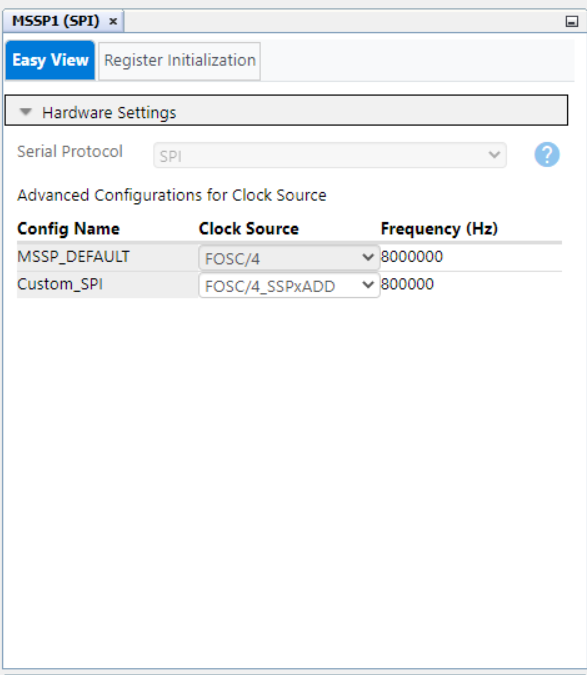 MSSP1 (SPI) ×
Easy View Register Initialization
Hardware Settings
Serial Protocol SPI ?
Advanced Configurations for Clock Source
Config Name Clock Source Frequency (Hz)
MSSP_DEFAULT FOSC/4 8000000
Custom_SPI FOSC/4_SSPxADD 800000